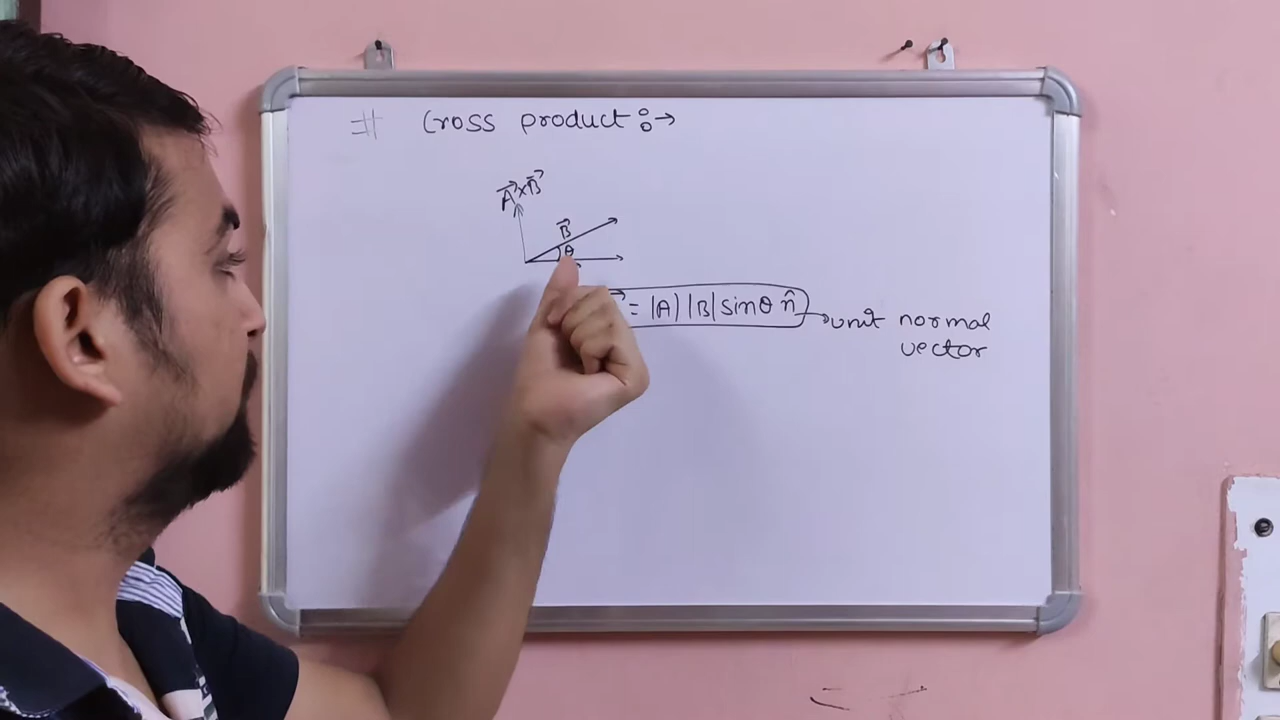 # Cross product :→
A⃗×B⃗
B⃗
θ
= |A| |B| sinθ n̂ → unit normal
vector